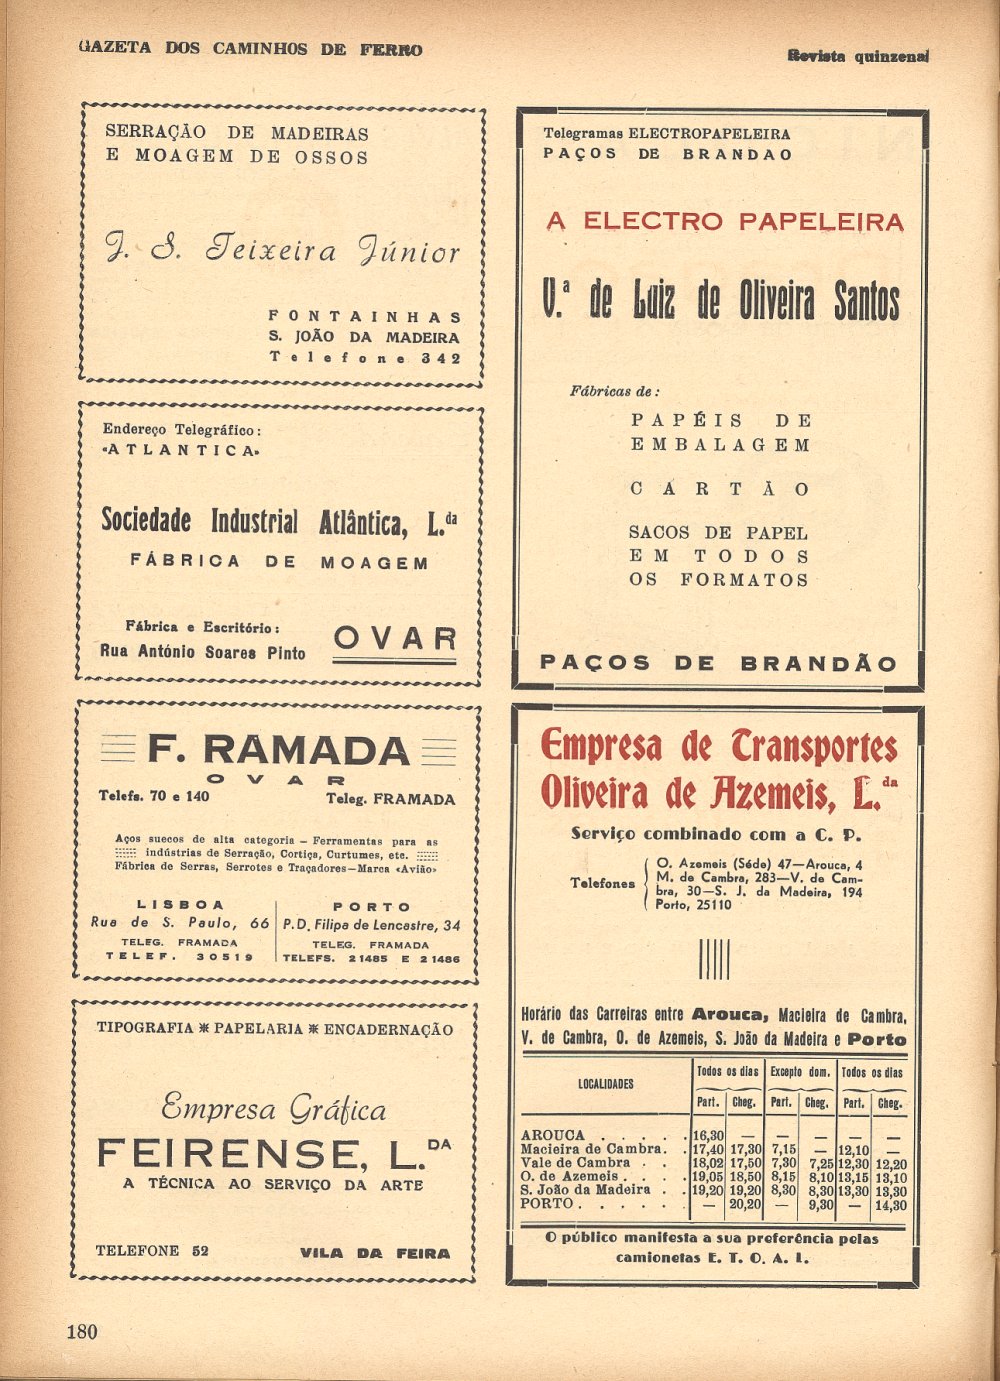 GAZETA DOS CAMINHOS DE FERRO
Revista quinzenal
SERRAÇÃO DE MADEIRAS
E MOAGEM DE OSSOS
J. S. Teixeira Júnior
FONTAINHAS
S. JOÃO DA MADEIRA
Telefone 342
Endereço Telegráfico:
«ATLANTICA»
Sociedade Industrial Atlântica, L.da
FÁBRICA DE MOAGEM
Fábrica e Escritório:
Rua António Soares Pinto
OVAR
F. RAMADA
OVAR
Telefs. 70 e 140 Teleg. FRAMADA
Aços suecos de alta categoria – Ferramentas para as
indústrias de Serração, Cortiça, Curtumes, etc.
Fábrica de Serras, Serrotes e Traçadores—Marca «Avião»
LISBOA
Rua de S. Paulo, 66
TELEG. FRAMADA
TELEF. 30519
PORTO
P.D. Filipa de Lencastre, 34
TELEG. FRAMADA
TELEFS. 21485 E 21486
TIPOGRAFIA ※ PAPELARIA ※ ENCADERNAÇÃO
Empresa Gráfica
FEIRENSE, L.DA
A TÉCNICA AO SERVIÇO DA ARTE
TELEFONE 52 VILA DA FEIRA
Telegramas ELECTROPAPELEIRA
PAÇOS DE BRANDAO
A ELECTRO PAPELEIRA
V.ª de Luiz de Oliveira Santos
Fábricas de:
PAPÉIS DE
EMBALAGEM
CARTÃO
SACOS DE PAPEL
EM TODOS
OS FORMATOS
PAÇOS DE BRANDÃO
Empresa de Transportes
Oliveira de Azemeis, L.da
Serviço combinado com a C. P.
Telefones
O. Azemeis (Séde) 47—Arouca, 4
M. de Cambra, 283—V. de Cam-
bra, 30—S. J. da Madeira, 194
Porto, 25110
Horário das Carreiras entre Arouca, Macieira de Cambra,
V. de Cambra, O. de Azemeis, S. João da Madeira e Porto
LOCALIDADES Todos os dias Excepto dom. Todos os dias
Part. Cheg. Part. Cheg. Part. Cheg.
AROUCA . . . . . 16,30 — — — — —
Macieira de Cambra. . 17,40 17,30 7,15 — 12,10 —
Vale de Cambra . . 18,02 17,50 7,30 7,25 12,30 12,20
O. de Azemeis . . . . 19,05 18,50 8,15 8,10 13,15 13,10
S. João da Madeira . . 19,20 19,20 8,30 8,30 13,30 13,30
PORTO . . . . . . — 20,20 — 9,30 — 14,30
O público manifesta a sua preferência pelas
camionetas E. T. O. A. L.
180